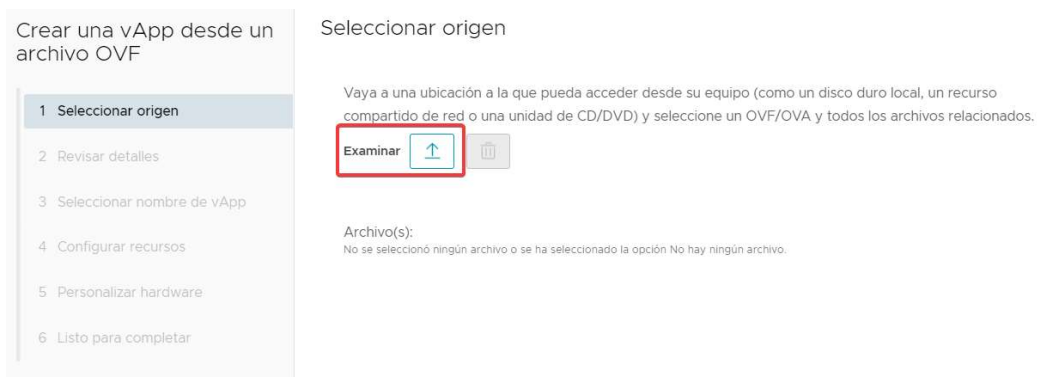 Crear una vApp desde un
archivo OVF
1 Seleccionar origen
2 Revisar detalles
3 Seleccionar nombre de vApp
4 Configurar recursos
5 Personalizar hardware
6 Listo para completar
Seleccionar origen
Vaya a una ubicación a la que pueda acceder desde su equipo (como un disco duro local, un recurso
compartido de red o una unidad de CD/DVD) y seleccione un OVF/OVA y todos los archivos relacionados.
Examinar
Archivo(s):
No se seleccionó ningún archivo o se ha seleccionado la opción No hay ningún archivo.